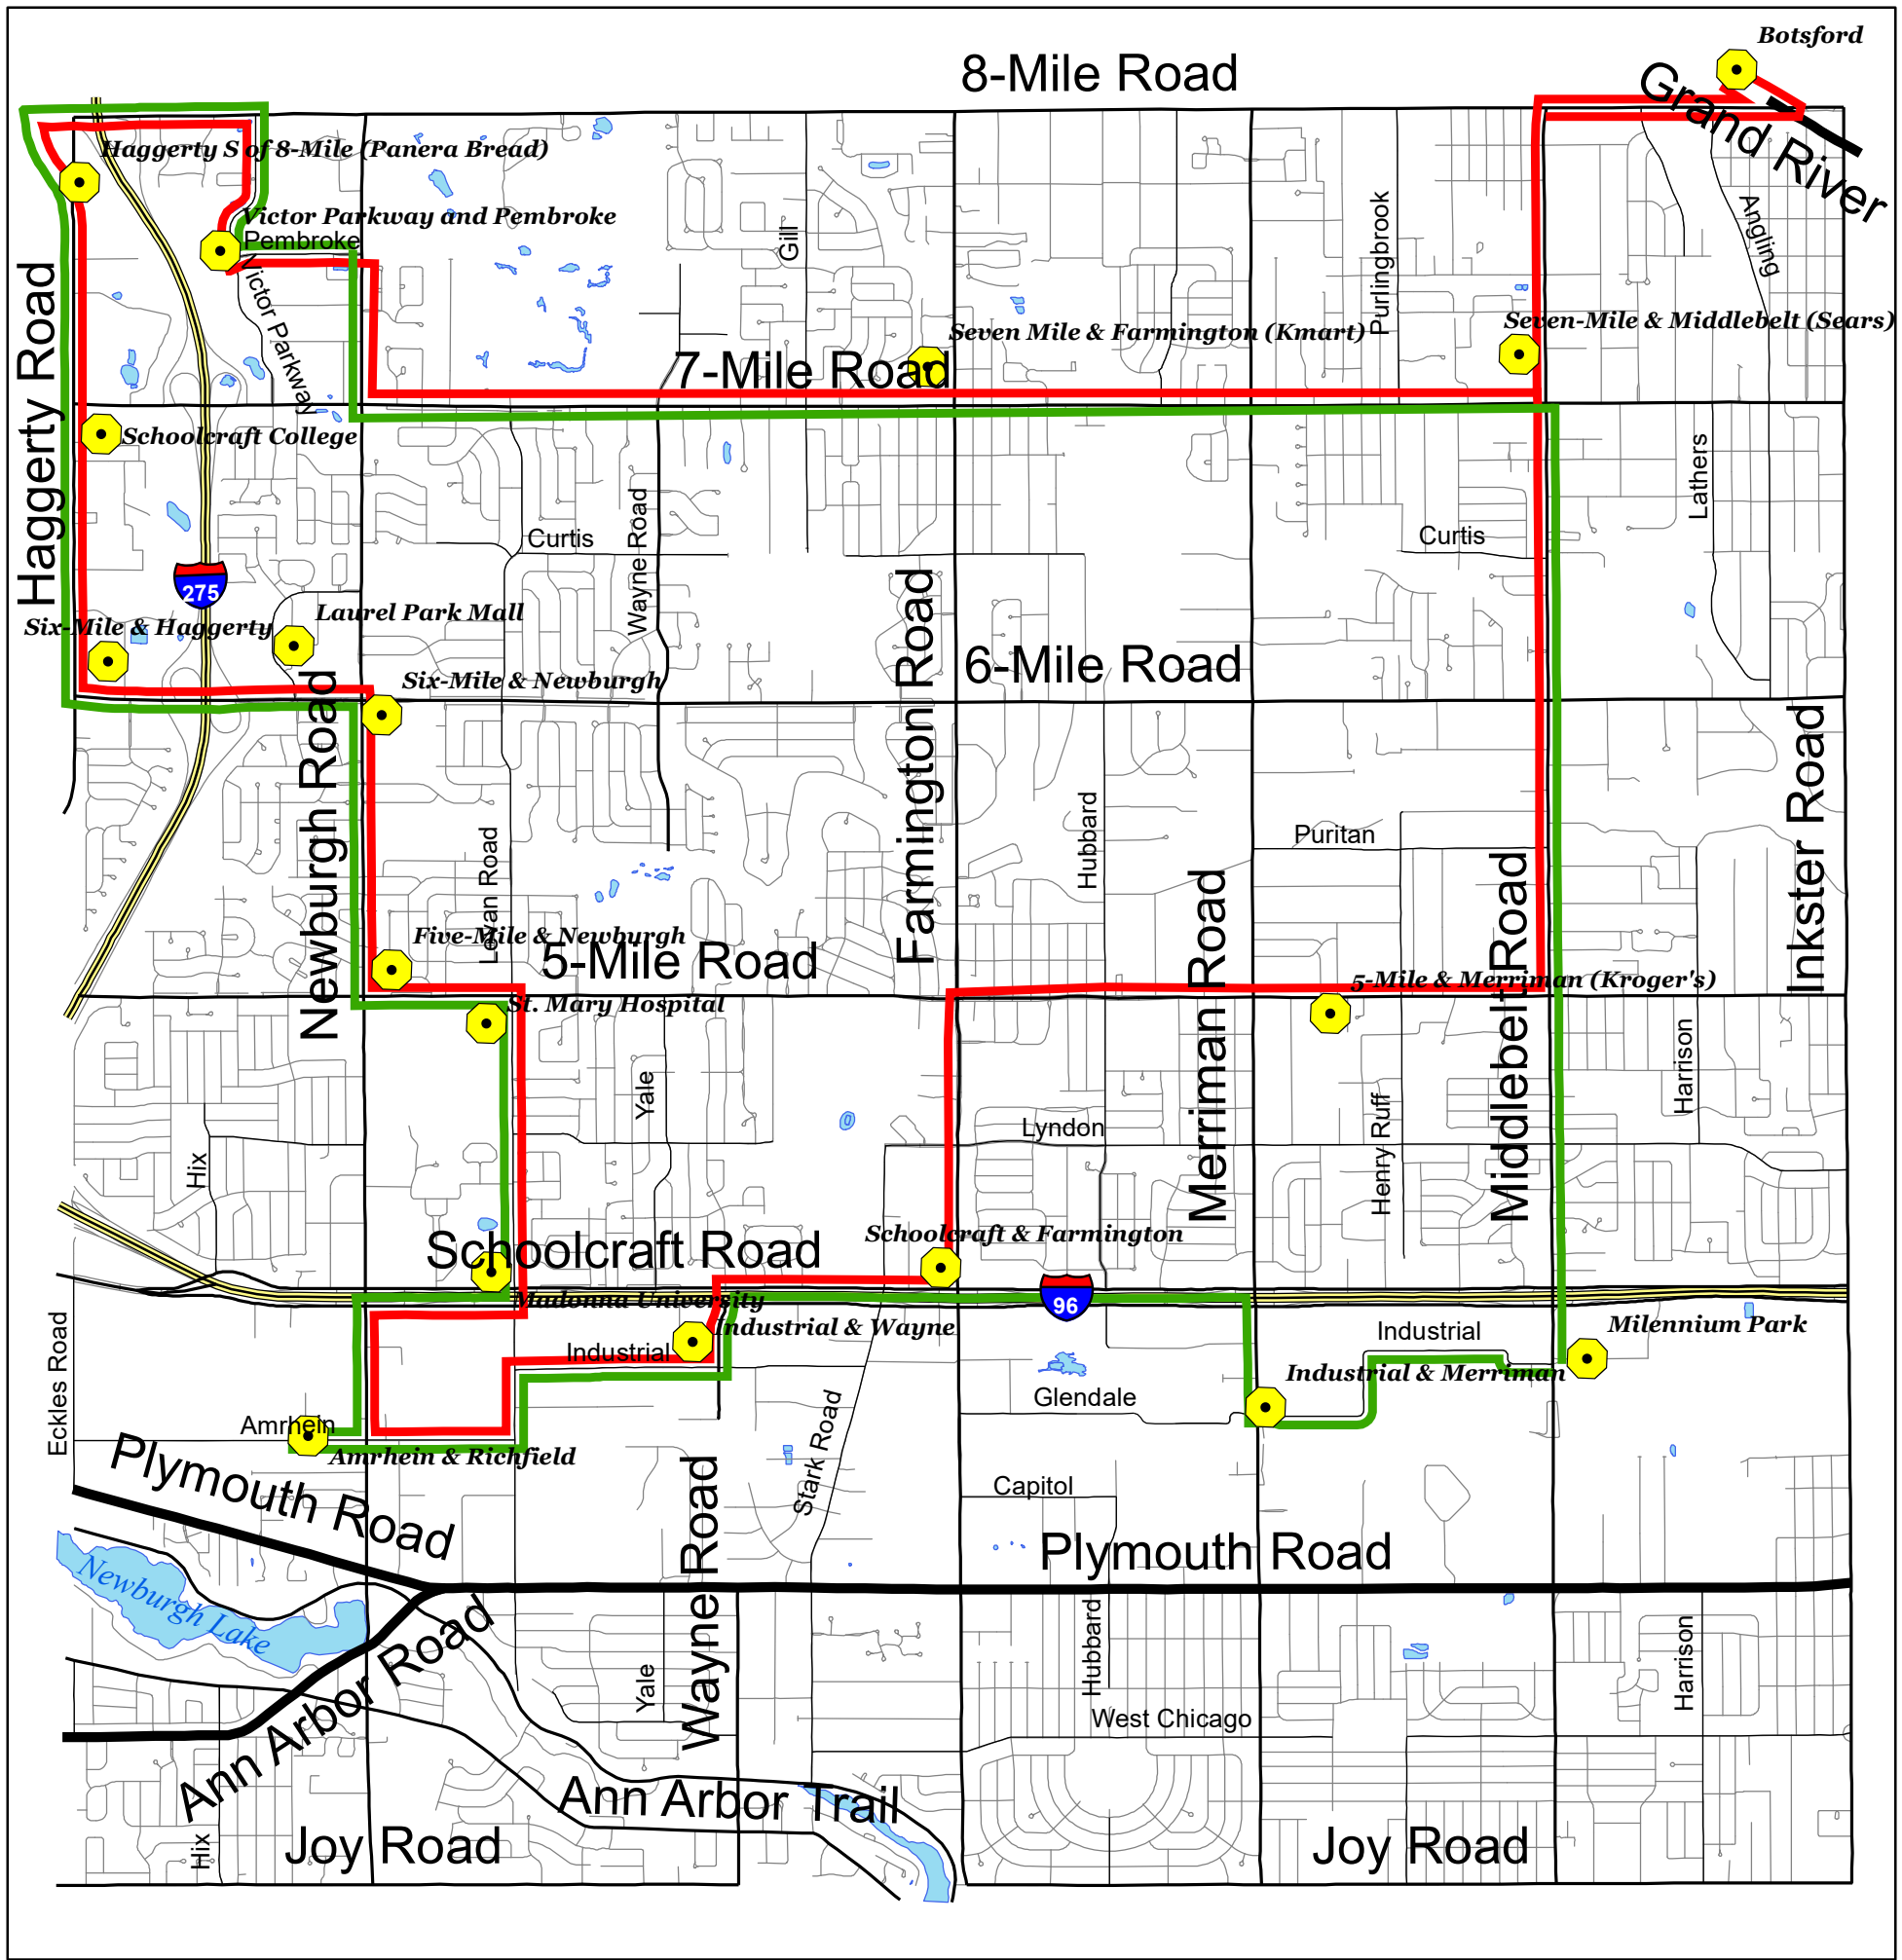 Botsford
8-Mile Road
Grand River
Haggerty S of 8-Mile (Panera Bread)
Victor Parkway and Pembroke
Pembroke
Victor Parkway
Gill
Purlingbrook
Angling
Haggerty Road
Seven Mile & Farmington (Kmart)
Seven-Mile & Middlebelt (Sears)
7-Mile Road
Schoolcraft College
Lathers
Curtis
Wayne Road
Curtis
275
Laurel Park Mall
Six-Mile & Haggerty
Six-Mile & Newburgh
6-Mile Road
Farmington Road
Newburgh Road
Inkster Road
Hubbard
Puritan
Levan Road
Five-Mile & Newburgh
5-Mile Road
Merriman Road
Middlebelt Road
5-Mile & Merriman (Kroger's)
St. Mary Hospital
Yale
Harrison
Hix
Lyndon
Henry Ruff
Schoolcraft Road
Schoolcraft & Farmington
Madonna University
96
Industrial & Wayne
Industrial
Industrial
Milennium Park
Eckles Road
Industrial & Merriman
Glendale
Amrhein
Amrhein & Richfield
Stark Road
Plymouth Road
Capitol
Wayne Road
Plymouth Road
Newburgh Lake
Ann Arbor Road
Yale
Hubbard
Harrison
West Chicago
Ann Arbor Trail
Hix
Joy Road
Joy Road